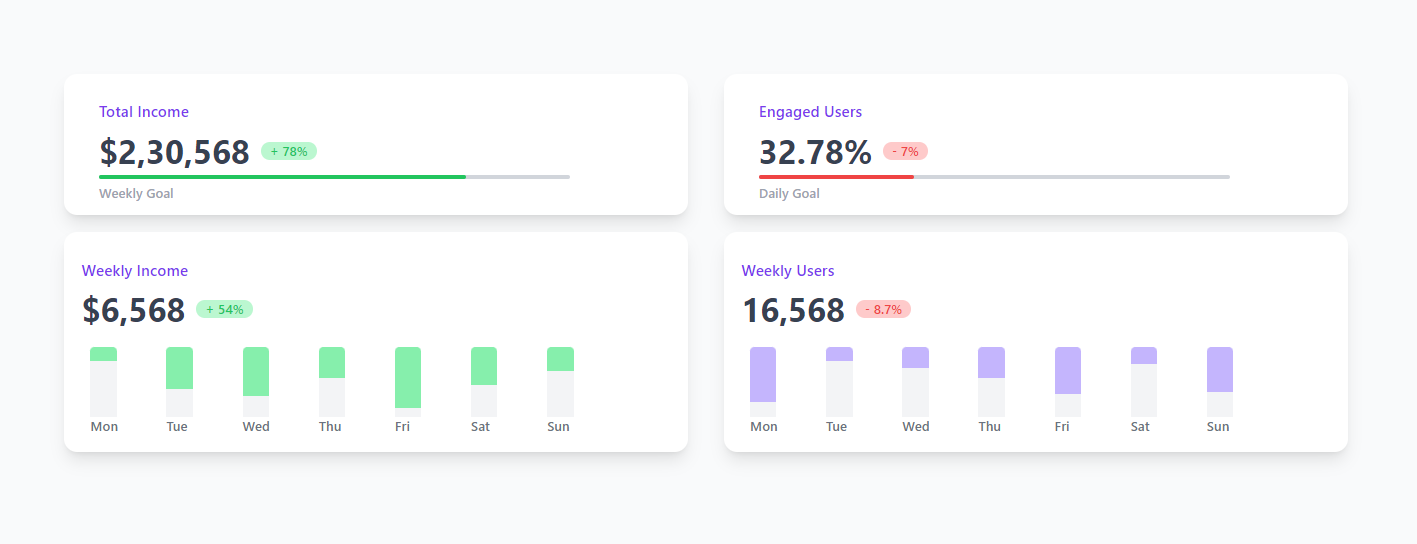 Total Income
$2,30,568 + 78%
Weekly Goal
Engaged Users
32.78% - 7%
Daily Goal
Weekly Income
$6,568 + 54%
Mon Tue Wed Thu Fri Sat Sun
Weekly Users
16,568 - 8.7%
Mon Tue Wed Thu Fri Sat Sun